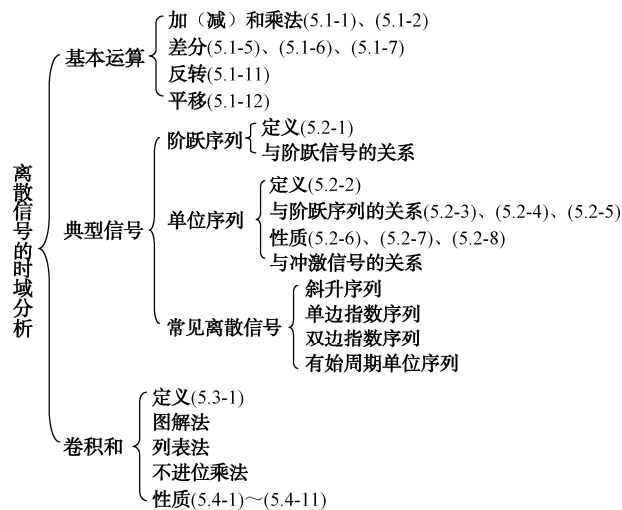 离散信号的时域分析
基本运算
加（减）和乘法(5.1-1)、(5.1-2)
差分(5.1-5)、(5.1-6)、(5.1-7)
反转(5.1-11)
平移(5.1-12)
典型信号
阶跃序列
定义(5.2-1)
与阶跃信号的关系
单位序列
定义(5.2-2)
与阶跃序列的关系(5.2-3)、(5.2-4)、(5.2-5)
性质(5.2-6)、(5.2-7)、(5.2-8)
与冲激信号的关系
常见离散信号
斜升序列
单边指数序列
双边指数序列
有始周期单位序列
卷积和
定义(5.3-1)
图解法
列表法
不进位乘法
性质(5.4-1)～(5.4-11)